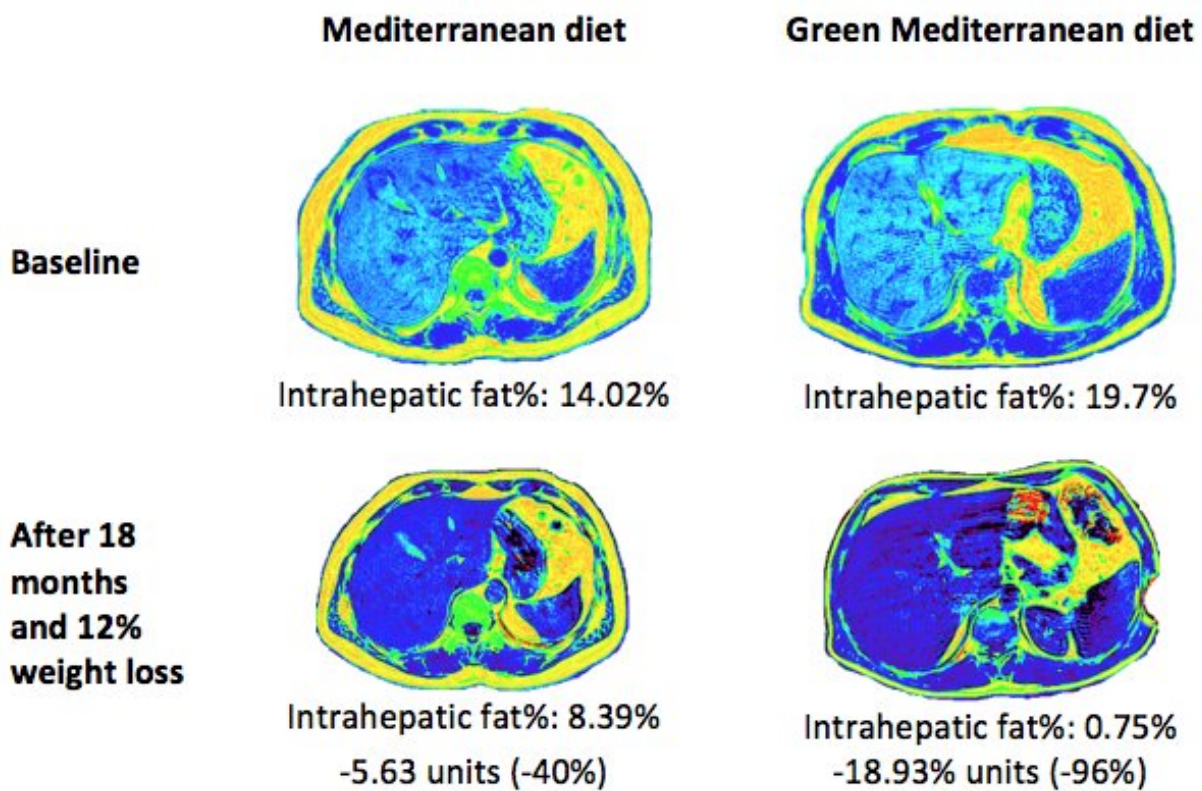 Mediterranean diet
Green Mediterranean diet
Baseline
Intrahepatic fat%: 14.02%
Intrahepatic fat%: 19.7%
After 18
months
and 12%
weight loss
Intrahepatic fat%: 8.39%
-5.63 units (-40%)
Intrahepatic fat%: 0.75%
-18.93% units (-96%)